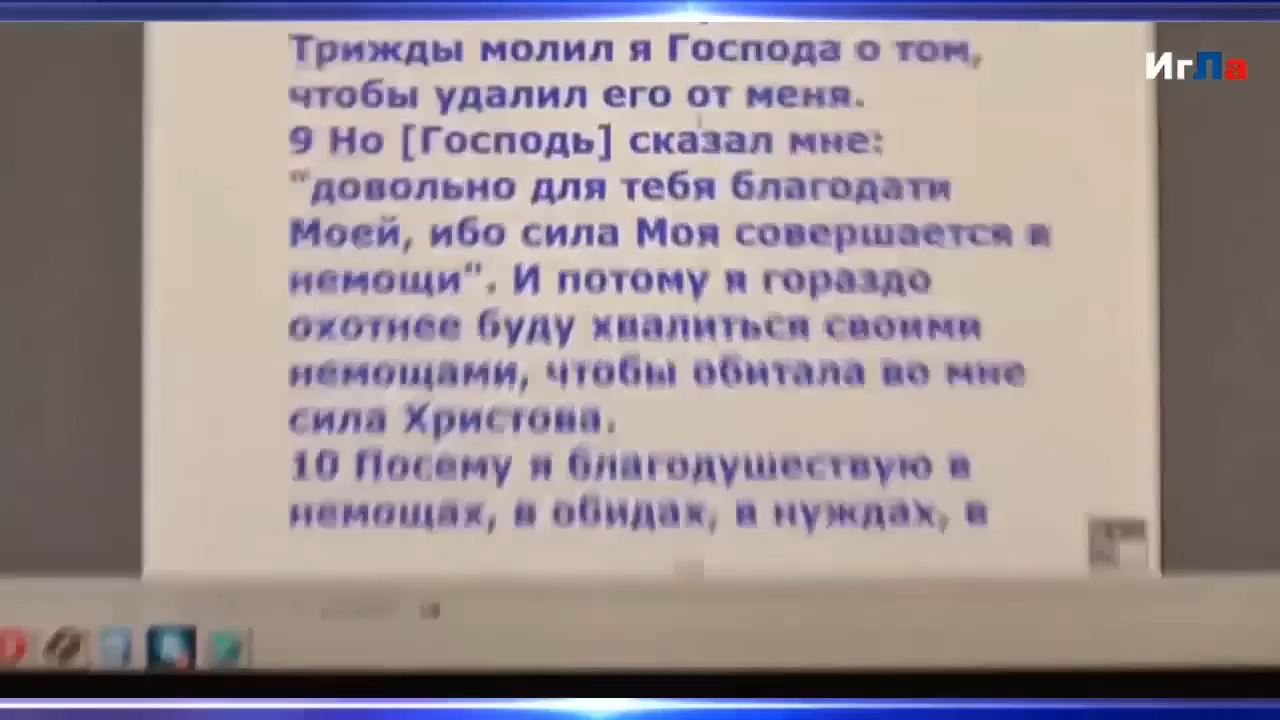 Трижды молил я Господа о том,
чтобы удалил его от меня.
9 Но [Господь] сказал мне:
"довольно для тебя благодати
Моей, ибо сила Моя совершается в
немощи". И потому я гораздо
охотнее буду хвалиться своими
немощами, чтобы обитала во мне
сила Христова.
10 Посему я благодушествую в
немощах, в обидах, в нуждах, в
ИгЛа